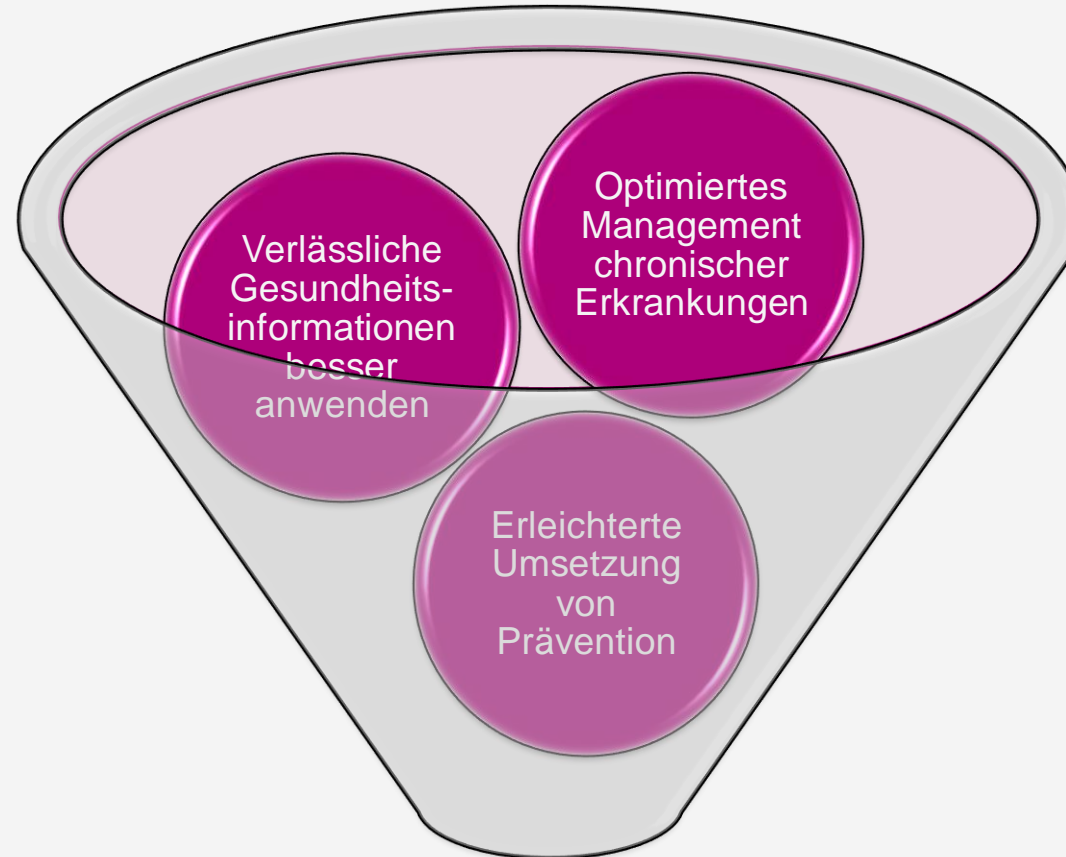 Verlässliche
Gesundheits-
informationen
besser
anwenden
Optimiertes
Management
chronischer
Erkrankungen
Erleichterte
Umsetzung
von
Prävention